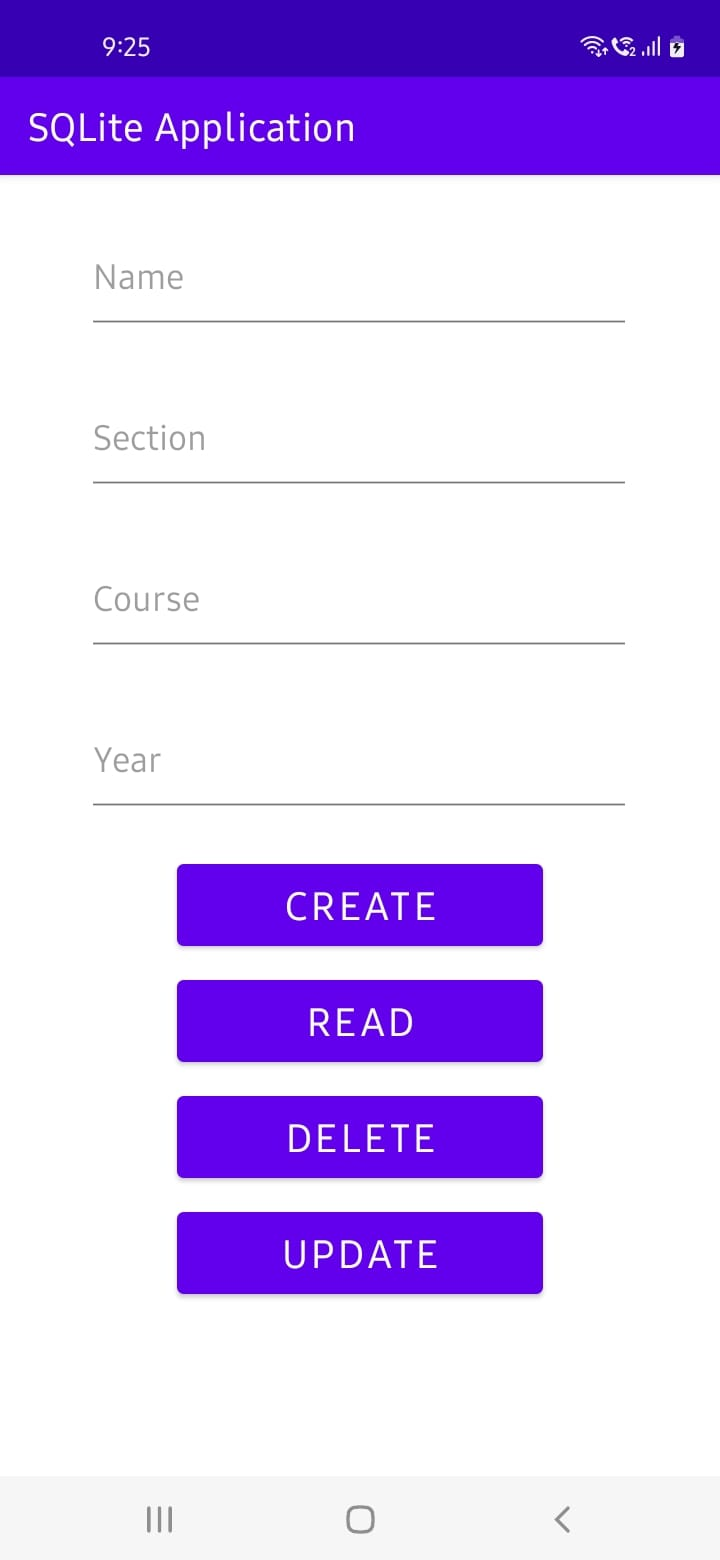 9:25
SQLite Application
Name
Section
Course
Year
CREATE
READ
DELETE
UPDATE